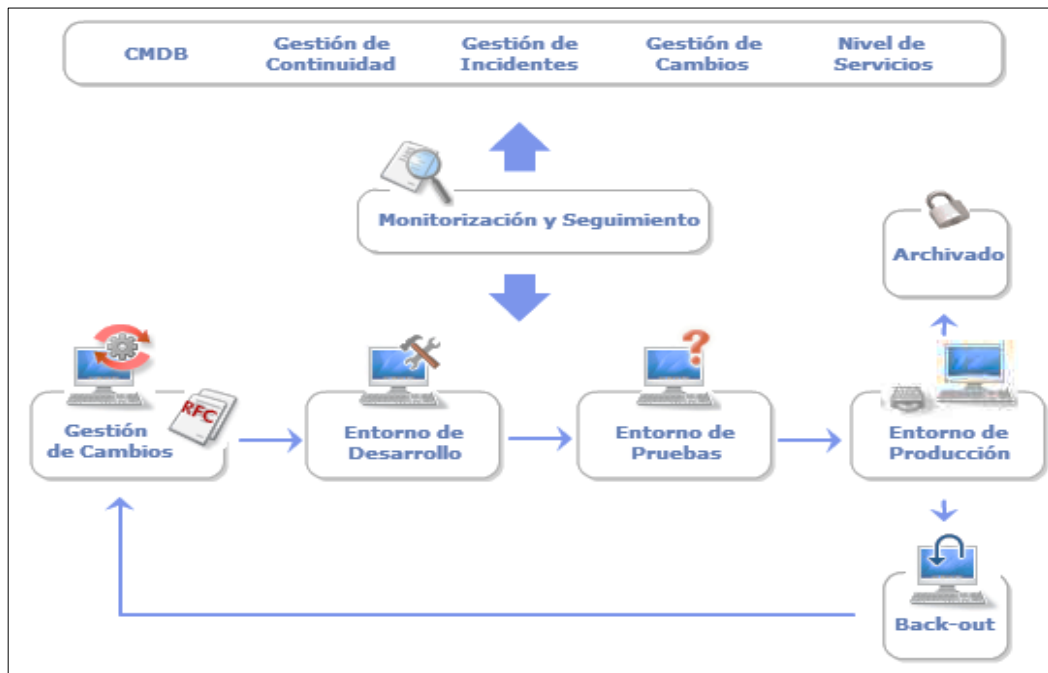 CMDB
Gestión de
Continuidad
Gestión de
Incidentes
Gestión de
Cambios
Nivel de
Servicios
Monitorización y Seguimiento
Archivado
RFC
Gestión
de Cambios
Entorno de
Desarrollo
?
Entorno de
Pruebas
Entorno de
Producción
Back-out